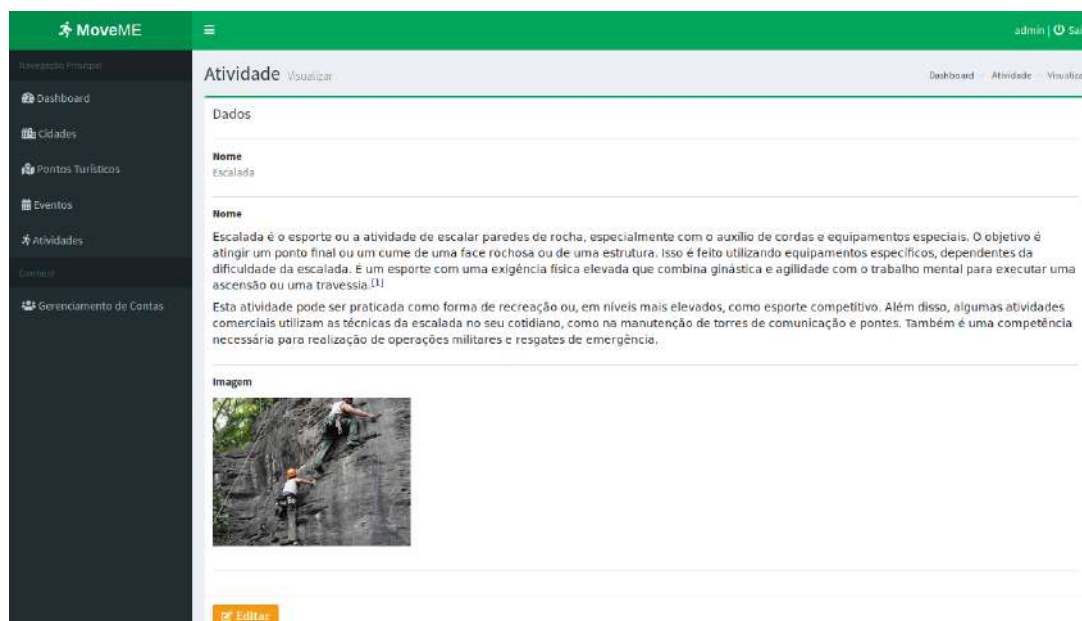 MoveME
admin | Sai
Navegação Principal
Atividade Visualizar
Dashboard Atividade Visualiza
Dashboard
Dados
Cidades
Nome
Escalada
Pontos Turísticos
Eventos
Nome
Atividades
Escalada é o esporte ou a atividade de escalar paredes de rocha, especialmente com o auxílio de cordas e equipamentos especiais. O objetivo é
atingir um ponto final ou um cume de uma face rochosa ou de uma estrutura. Isso é feito utilizando equipamentos específicos, dependentes da
dificuldade da escalada. É um esporte com uma exigência física elevada que combina ginástica e agilidade com o trabalho mental para executar uma
ascensão ou uma travessia.[1]
Gerenciamento de Contas
Esta atividade pode ser praticada como forma de recreação ou, em níveis mais elevados, como esporte competitivo. Além disso, algumas atividades
comerciais utilizam as técnicas da escalada no seu cotidiano, como na manutenção de torres de comunicação e pontes. Também é uma competência
necessária para realização de operações militares e resgates de emergência.
Imagem
Editar